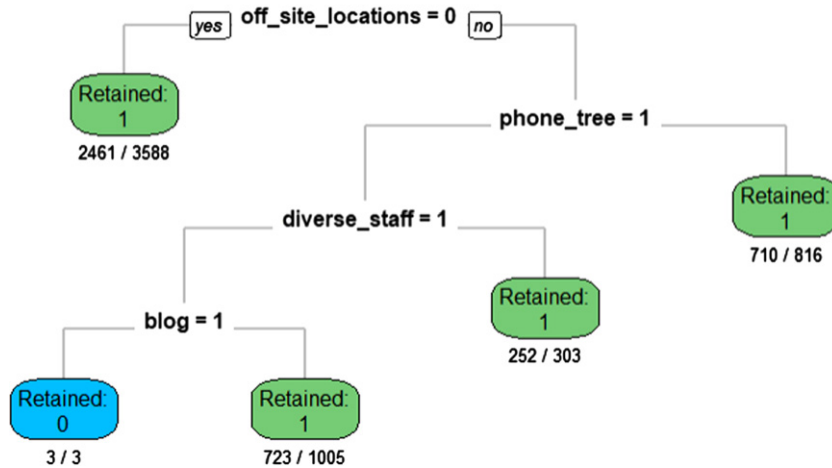 off_site_locations = 0
yes
no
Retained:
1
2461 / 3588
phone_tree = 1
Retained:
1
710 / 816
diverse_staff = 1
Retained:
1
252 / 303
blog = 1
Retained:
0
3 / 3
Retained:
1
723 / 1005